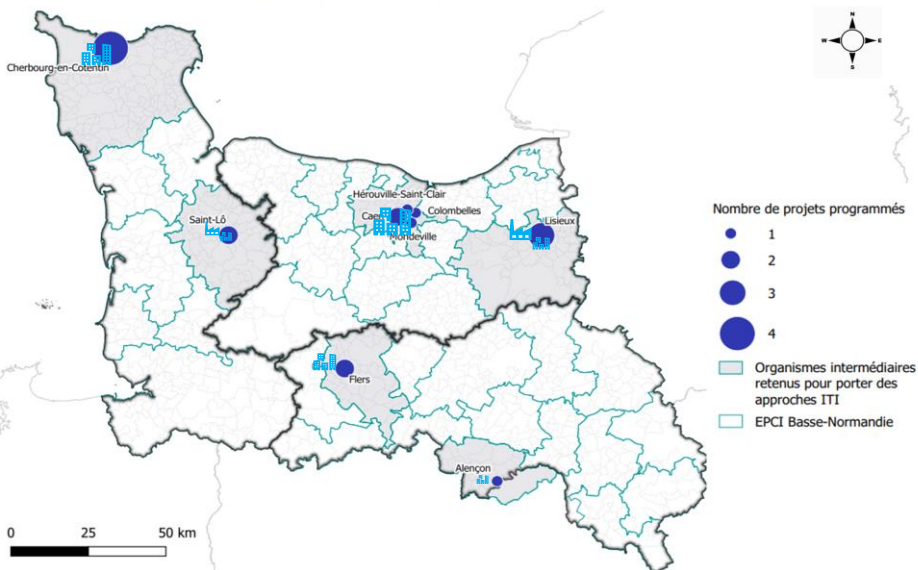 N
W E
S
Cherbourg-en-Cotentin
Hérouville-Saint-Clair
Colombelles
Saint-Lô
Lisieux
Mondeville
Flers
Alençon
0 25 50 km
Nombre de projets programmés
1
2
3
4
Organismes intermédiaires
retenus pour porter des
approches ITI
EPCI Basse-Normandie